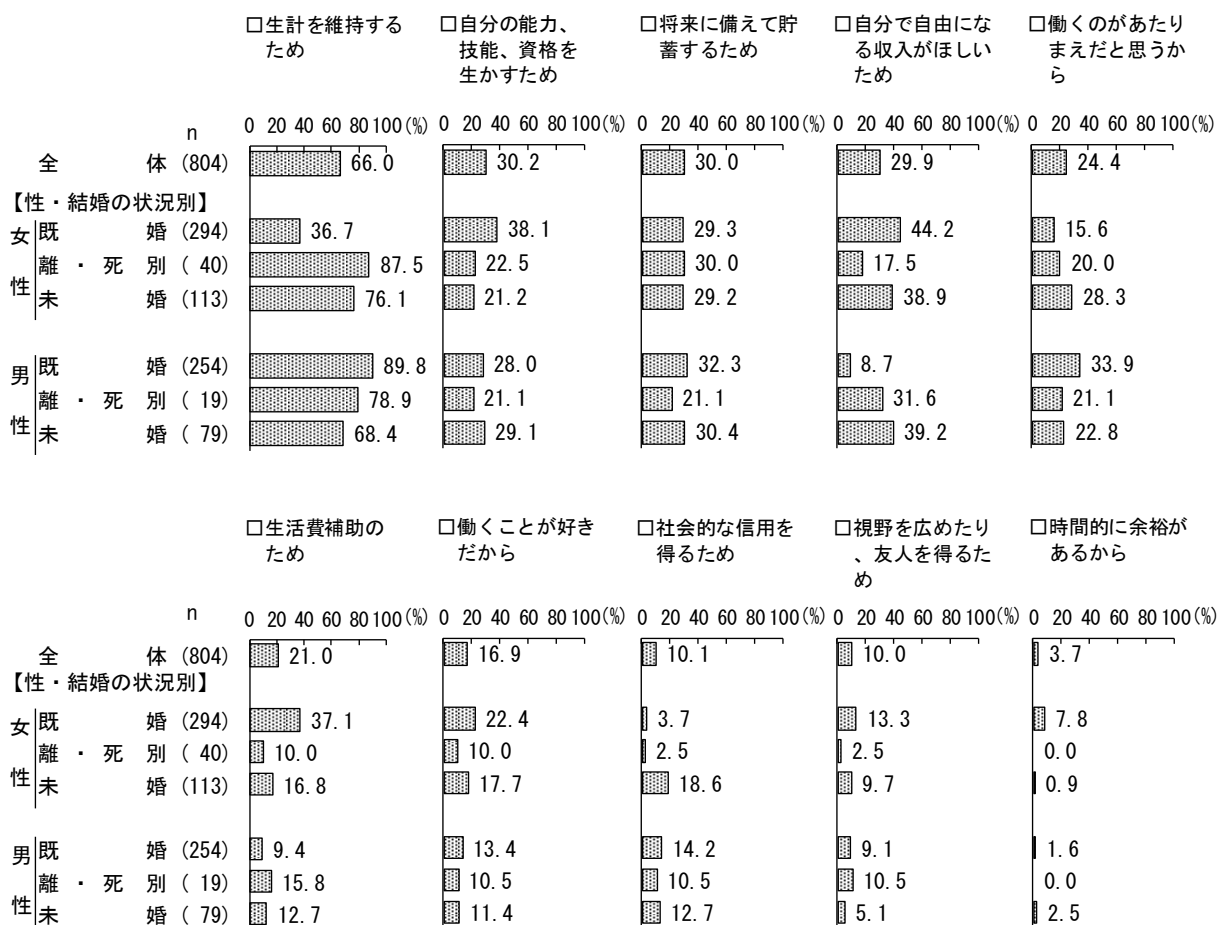 □生計を維持する □自分の能力、 □将来に備えて貯 □自分で自由にな □働くのがあたり
ため 技能、資格を 蓄するため る収入がほしい まえだと思うか
生かすため ため ら
n 0 20 40 60 80 100(%) 0 20 40 60 80 100(%) 0 20 40 60 80 100(%) 0 20 40 60 80 100(%) 0 20 40 60 80 100(%)
全 体 (804) 66.0 30.2 30.0 29.9 24.4
【性・結婚の状況別】
女 既 婚 (294) 36.7 38.1 29.3 44.2 15.6
離 ・ 死 別 ( 40) 87.5 22.5 30.0 17.5 20.0
性 未 婚 (113) 76.1 21.2 29.2 38.9 28.3
男 既 婚 (254) 89.8 28.0 32.3 8.7 33.9
離 ・ 死 別 ( 19) 78.9 21.1 21.1 31.6 21.1
性 未 婚 ( 79) 68.4 29.1 30.4 39.2 22.8
□生活費補助の □働くことが好き □社会的な信用を □視野を広めたり □時間的に余裕が
ため だから 得るため 、友人を得るた あるから
め
n 0 20 40 60 80 100(%) 0 20 40 60 80 100(%) 0 20 40 60 80 100(%) 0 20 40 60 80 100(%) 0 20 40 60 80 100(%)
全 体 (804) 21.0 16.9 10.1 10.0 3.7
【性・結婚の状況別】
女 既 婚 (294) 37.1 22.4 3.7 13.3 7.8
離 ・ 死 別 ( 40) 10.0 10.0 2.5 2.5 0.0
性 未 婚 (113) 16.8 17.7 18.6 9.7 0.9
男 既 婚 (254) 9.4 13.4 14.2 9.1 1.6
離 ・ 死 別 ( 19) 15.8 10.5 10.5 10.5 0.0
性 未 婚 ( 79) 12.7 11.4 12.7 5.1 2.5